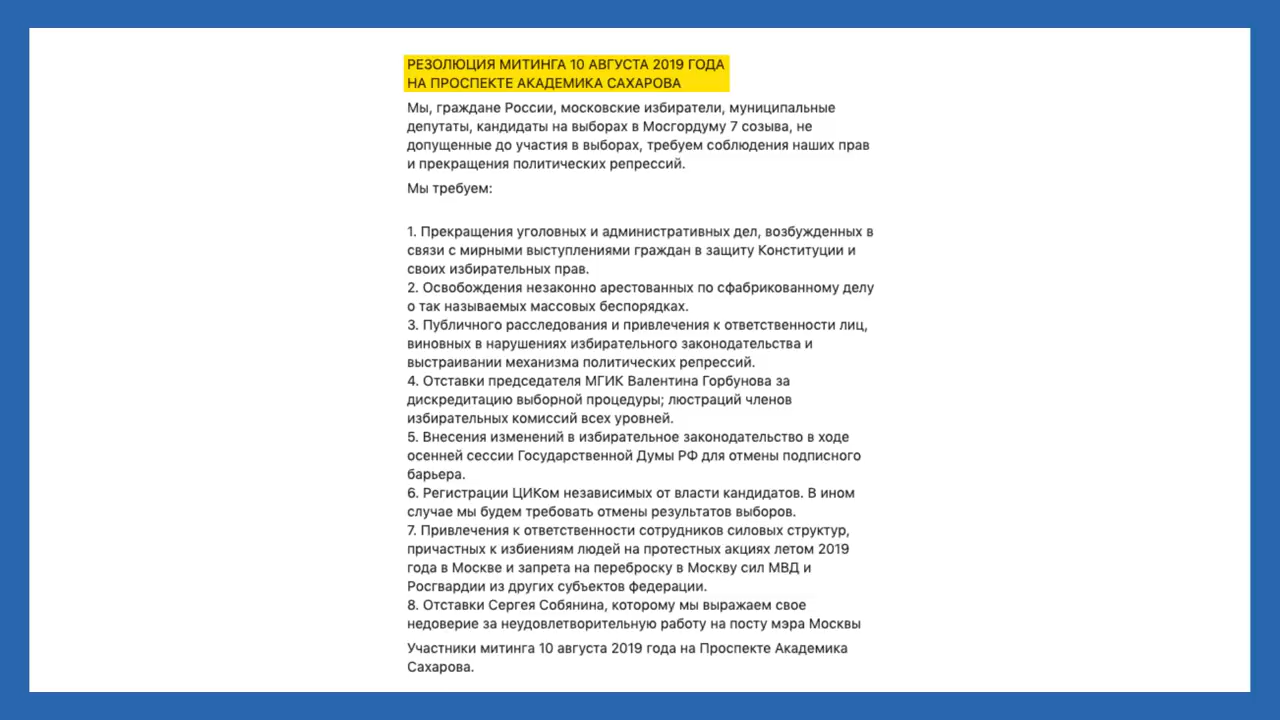 РЕЗОЛЮЦИЯ МИТИНГА 10 АВГУСТА 2019 ГОДА
НА ПРОСПЕКТЕ АКАДЕМИКА САХАРОВА
Мы, граждане России, московские избиратели, муниципальные
депутаты, кандидаты на выборах в Мосгордуму 7 созыва, не
допущенные до участия в выборах, требуем соблюдения наших прав
и прекращения политических репрессий.
Мы требуем:
1. Прекращения уголовных и административных дел, возбужденных в
связи с мирными выступлениями граждан в защиту Конституции и
своих избирательных прав.
2. Освобождения незаконно арестованных по сфабрикованному делу
о так называемых массовых беспорядках.
3. Публичного расследования и привлечения к ответственности лиц,
виновных в нарушениях избирательного законодательства и
выстраивании механизма политических репрессий.
4. Отставки председателя МГИК Валентина Горбунова за
дискредитацию выборной процедуры; люстраций членов
избирательных комиссий всех уровней.
5. Внесения изменений в избирательное законодательство в ходе
осенней сессии Государственной Думы РФ для отмены подписного
барьера.
6. Регистрации ЦИКом независимых от власти кандидатов. В ином
случае мы будем требовать отмены результатов выборов.
7. Привлечения к ответственности сотрудников силовых структур,
причастных к избиениям людей на протестных акциях летом 2019
года в Москве и запрета на переброску в Москву сил МВД и
Росгвардии из других субъектов федерации.
8. Отставки Сергея Собянина, которому мы выражаем свое
недоверие за неудовлетворительную работу на посту мэра Москвы
Участники митинга 10 августа 2019 года на Проспекте Академика
Сахарова.